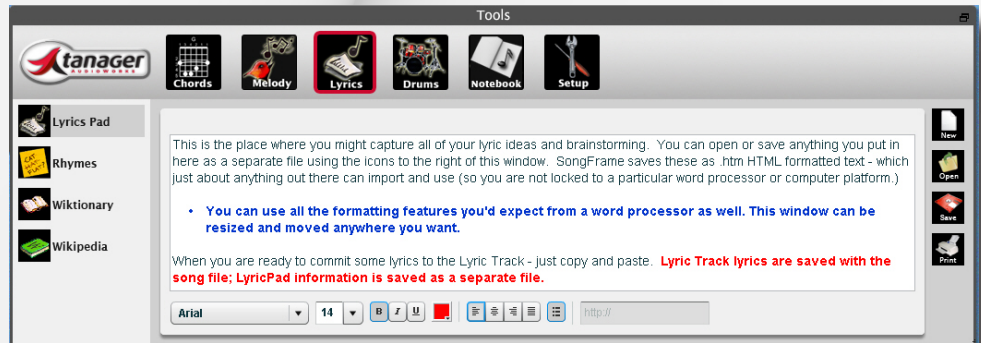 Tools
tanager
AUDIOWORKS
Chords
Melody
Lyrics
Drums
Notebook
Setup
Lyrics Pad
Rhymes
Wiktionary
Wikipedia
This is the place where you might capture all of your lyric ideas and brainstorming. You can open or save anything you put in
here as a separate file using the icons to the right of this window. SongFrame saves these as .htm HTML formatted text - which
just about anything out there can import and use (so you are not locked to a particular word processor or computer platform.)
• You can use all the formatting features you'd expect from a word processor as well. This window can be
resized and moved anywhere you want.
When you are ready to commit some lyrics to the Lyric Track - just copy and paste. Lyric Track lyrics are saved with the
song file; LyricPad information is saved as a separate file.
Arial 14 B I U http://
New
Open
Save
Print